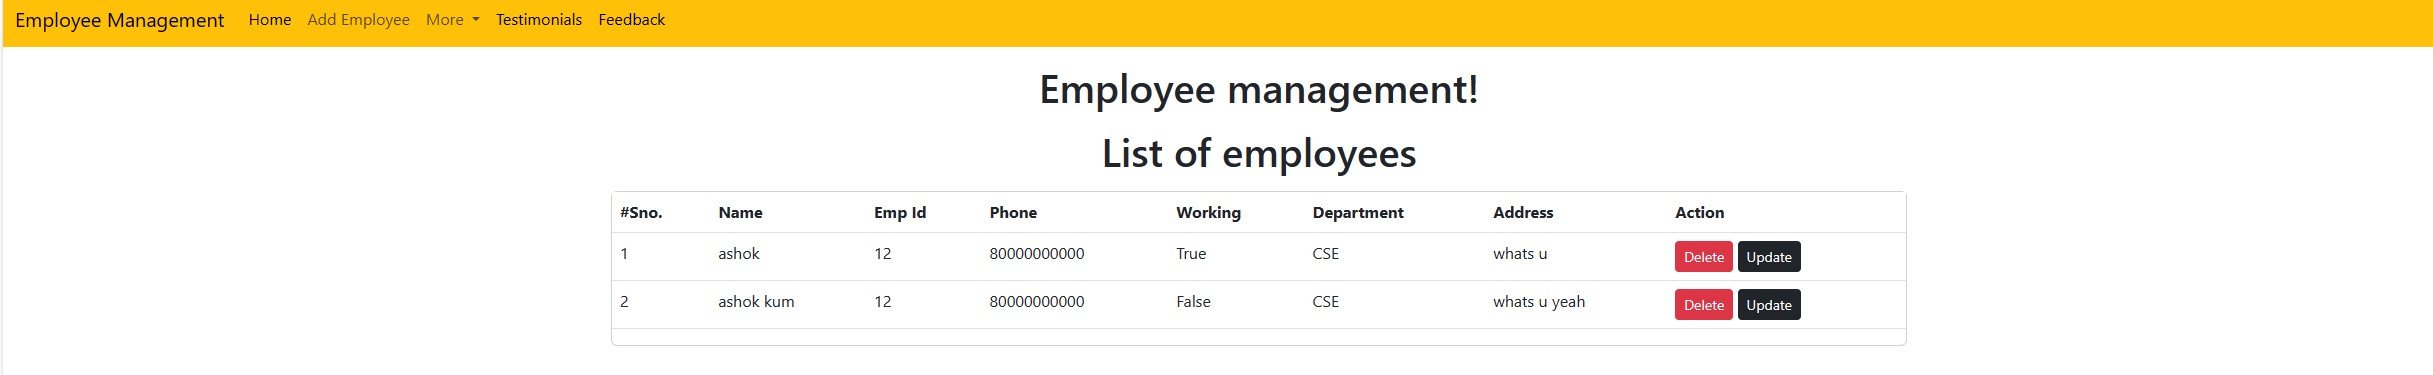 Employee Management Home Add Employee More Testimonials Feedback
Employee management!
List of employees
#Sno. Name Emp Id Phone Working Department Address Action
1 ashok 12 80000000000 True CSE whats u Delete Update
2 ashok kum 12 80000000000 False CSE whats u yeah Delete Update